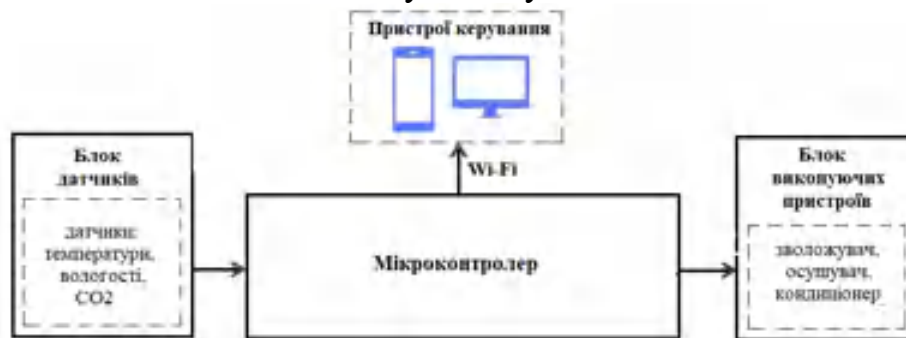 Пристрої керування
Wi-Fi
Блок
датчиків
датчики:
температури,
вологості,
CO2
Мікроконтролер
Блок
виконуючих
пристроїв
зволожувач,
осушувач,
кондиціонер